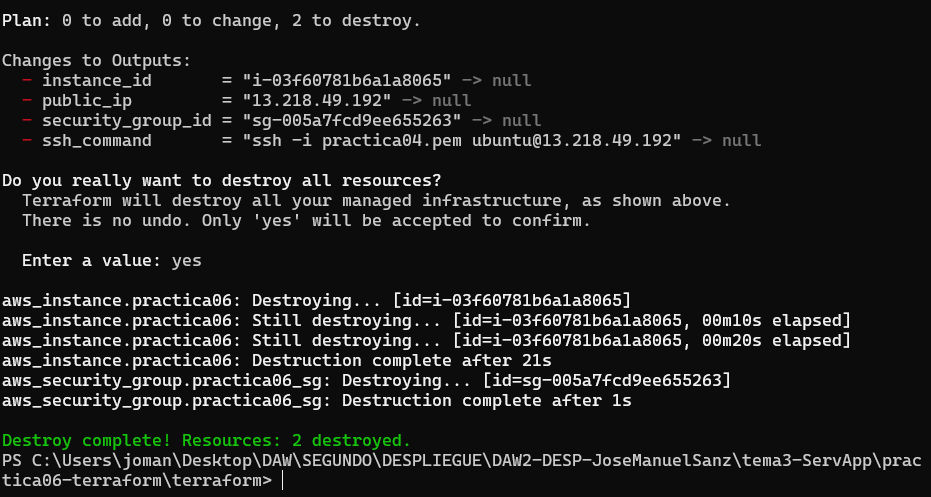 Plan: 0 to add, 0 to change, 2 to destroy.
Changes to Outputs:
- instance_id       = "i-03f60781b6a1a8065" -> null
- public_ip         = "13.218.49.192" -> null
- security_group_id = "sg-005a7fcd9ee655263" -> null
- ssh_command       = "ssh -i practica04.pem ubuntu@13.218.49.192" -> null
Do you really want to destroy all resources?
Terraform will destroy all your managed infrastructure, as shown above.
There is no undo. Only 'yes' will be accepted to confirm.
Enter a value: yes
aws_instance.practica06: Destroying... [id=i-03f60781b6a1a8065]
aws_instance.practica06: Still destroying... [id=i-03f60781b6a1a8065, 00m10s elapsed]
aws_instance.practica06: Still destroying... [id=i-03f60781b6a1a8065, 00m20s elapsed]
aws_instance.practica06: Destruction complete after 21s
aws_security_group.practica06_sg: Destroying... [id=sg-005a7fcd9ee655263]
aws_security_group.practica06_sg: Destruction complete after 1s
Destroy complete! Resources: 2 destroyed.
PS C:\Users\joman\Desktop\DAW\SEGUNDO\DESPLIEGUE\DAW2-DESP-JoseManuelSanz\tema3-ServApp\prac
tica06-terraform\terraform>